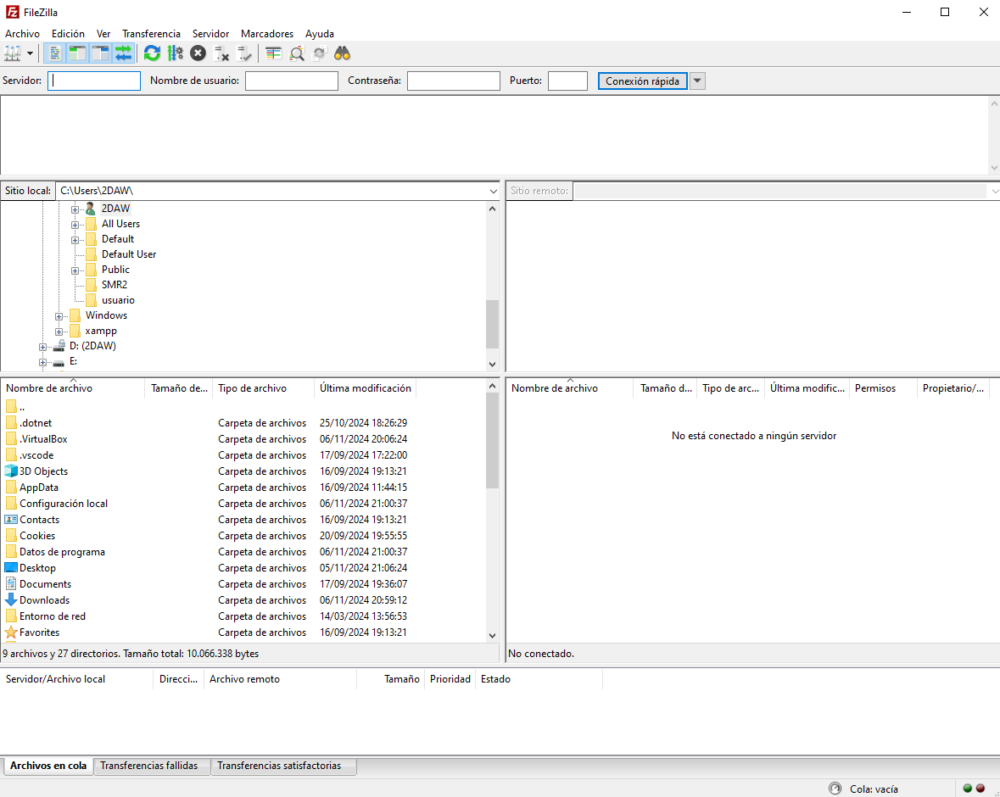 FileZilla
Archivo Edición Ver Transferencia Servidor Marcadores Ayuda
Servidor: Nombre de usuario: Contraseña: Puerto: Conexión rápida
Sitio local: C:\Users\2DAW\
2DAW
All Users
Default
Default User
Public
SMR2
usuario
Windows
xampp
D: (2DAW)
E:
Sitio remoto:
Nombre de archivo Tamaño de... Tipo de archivo Última modificación
..
.dotnet Carpeta de archivos 25/10/2024 18:26:29
.VirtualBox Carpeta de archivos 06/11/2024 20:06:24
.vscode Carpeta de archivos 17/09/2024 17:22:00
3D Objects Carpeta de archivos 16/09/2024 19:13:21
AppData Carpeta de archivos 16/09/2024 11:44:15
Configuración local Carpeta de archivos 06/11/2024 21:00:37
Contacts Carpeta de archivos 16/09/2024 19:13:21
Cookies Carpeta de archivos 20/09/2024 19:55:55
Datos de programa Carpeta de archivos 06/11/2024 21:00:37
Desktop Carpeta de archivos 05/11/2024 21:06:24
Documents Carpeta de archivos 17/09/2024 19:36:07
Downloads Carpeta de archivos 06/11/2024 20:59:12
Entorno de red Carpeta de archivos 14/03/2024 13:56:53
Favorites Carpeta de archivos 16/09/2024 19:13:21
9 archivos y 27 directorios. Tamaño total: 10.066.338 bytes
Nombre de archivo Tamaño d... Tipo de arc... Última modific... Permisos Propietario/...
No está conectado a ningún servidor
No conectado.
Servidor/Archivo local Direcci... Archivo remoto Tamaño Prioridad Estado
Archivos en cola Transferencias fallidas Transferencias satisfactorias
Cola: vacía